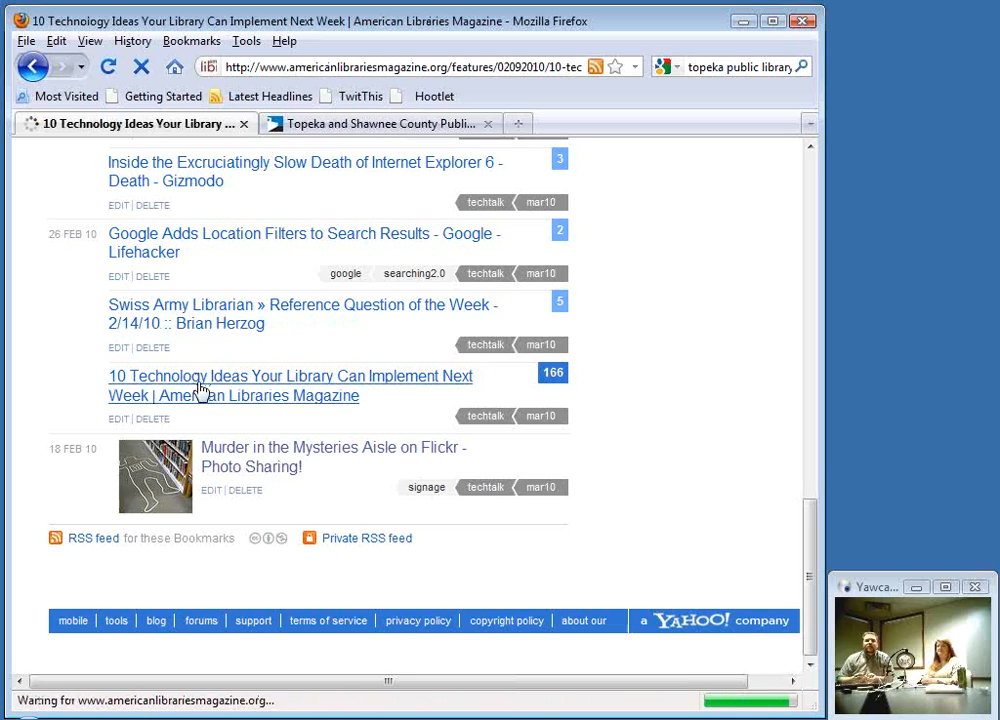 10 Technology Ideas Your Library Can Implement Next Week | American Libraries Magazine - Mozilla Firefox
File Edit View History Bookmarks Tools Help
lib http://www.americanlibrariesmagazine.org/features/02092010/10-tec topeka public library
Most Visited Getting Started Latest Headlines TwitThis Hootlet
10 Technology Ideas Your Library ... Topeka and Shawnee County Publi...
Inside the Excruciatingly Slow Death of Internet Explorer 6 - 3
Death - Gizmodo
EDIT | DELETE techtalk mar10
26 FEB 10 Google Adds Location Filters to Search Results - Google - 2
Lifehacker
EDIT | DELETE google searching2.0 techtalk mar10
Swiss Army Librarian » Reference Question of the Week - 5
2/14/10 :: Brian Herzog
EDIT | DELETE techtalk mar10
10 Technology Ideas Your Library Can Implement Next 166
Week | American Libraries Magazine
EDIT | DELETE techtalk mar10
18 FEB 10 Murder in the Mysteries Aisle on Flickr -
Photo Sharing!
EDIT | DELETE signage techtalk mar10
RSS feed for these Bookmarks Private RSS feed
mobile | tools | blog | forums | support | terms of service | privacy policy | copyright policy | about our | a YAHOO! company
Yawca...
Waiting for www.americanlibrariesmagazine.org...